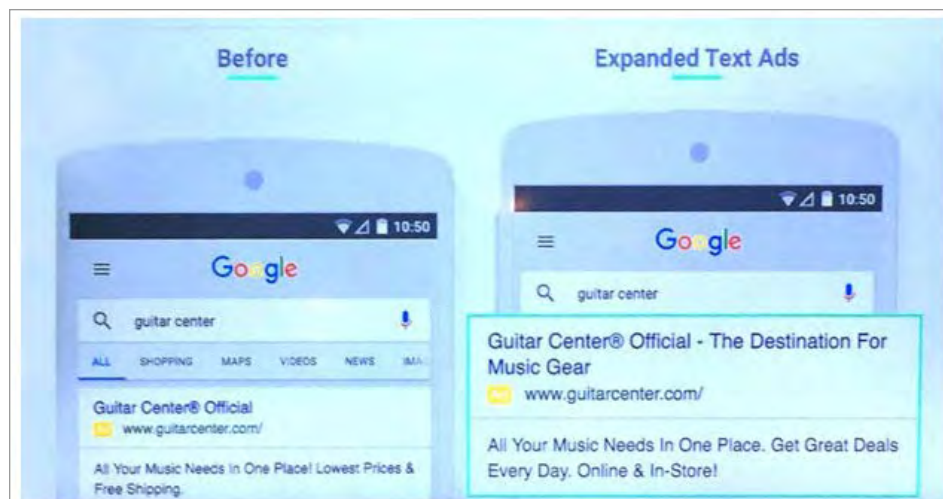 Before
Expanded Text Ads
10:50
Google
guitar center
ALL SHOPPING MAPS VIDEOS NEWS IMA
Guitar Center® Official
Ad www.guitarcenter.com/
All Your Music Needs In One Place! Lowest Prices &
Free Shipping.
10:50
Google
guitar center
Guitar Center® Official - The Destination For
Music Gear
Ad www.guitarcenter.com/
All Your Music Needs In One Place. Get Great Deals
Every Day. Online & In-Store!